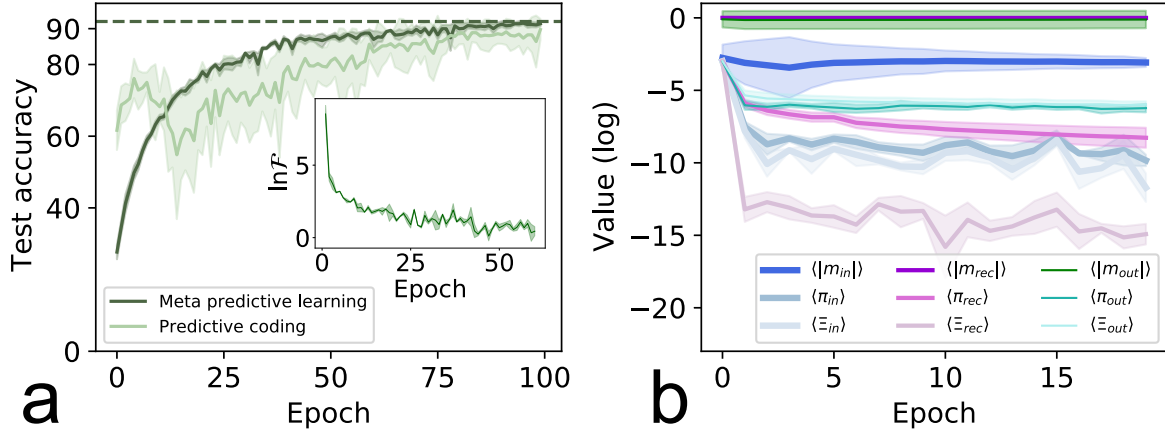 Test accuracy
90
80
60
40
0
0
25
50
75
100
Epoch
ln𝓕
5
0
0
25
50
Epoch
Meta predictive learning
Predictive coding
a
Value (log)
0
−5
−10
−15
−20
0
5
10
15
Epoch
⟨|m_in|⟩ ⟨|m_rec|⟩ ⟨|m_out|⟩
⟨π_in⟩ ⟨π_rec⟩ ⟨π_out⟩
⟨Ξ_in⟩ ⟨Ξ_rec⟩ ⟨Ξ_out⟩
b